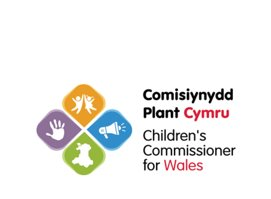 Comisiynydd
Plant Cymru
Children's
Commissioner
for Wales